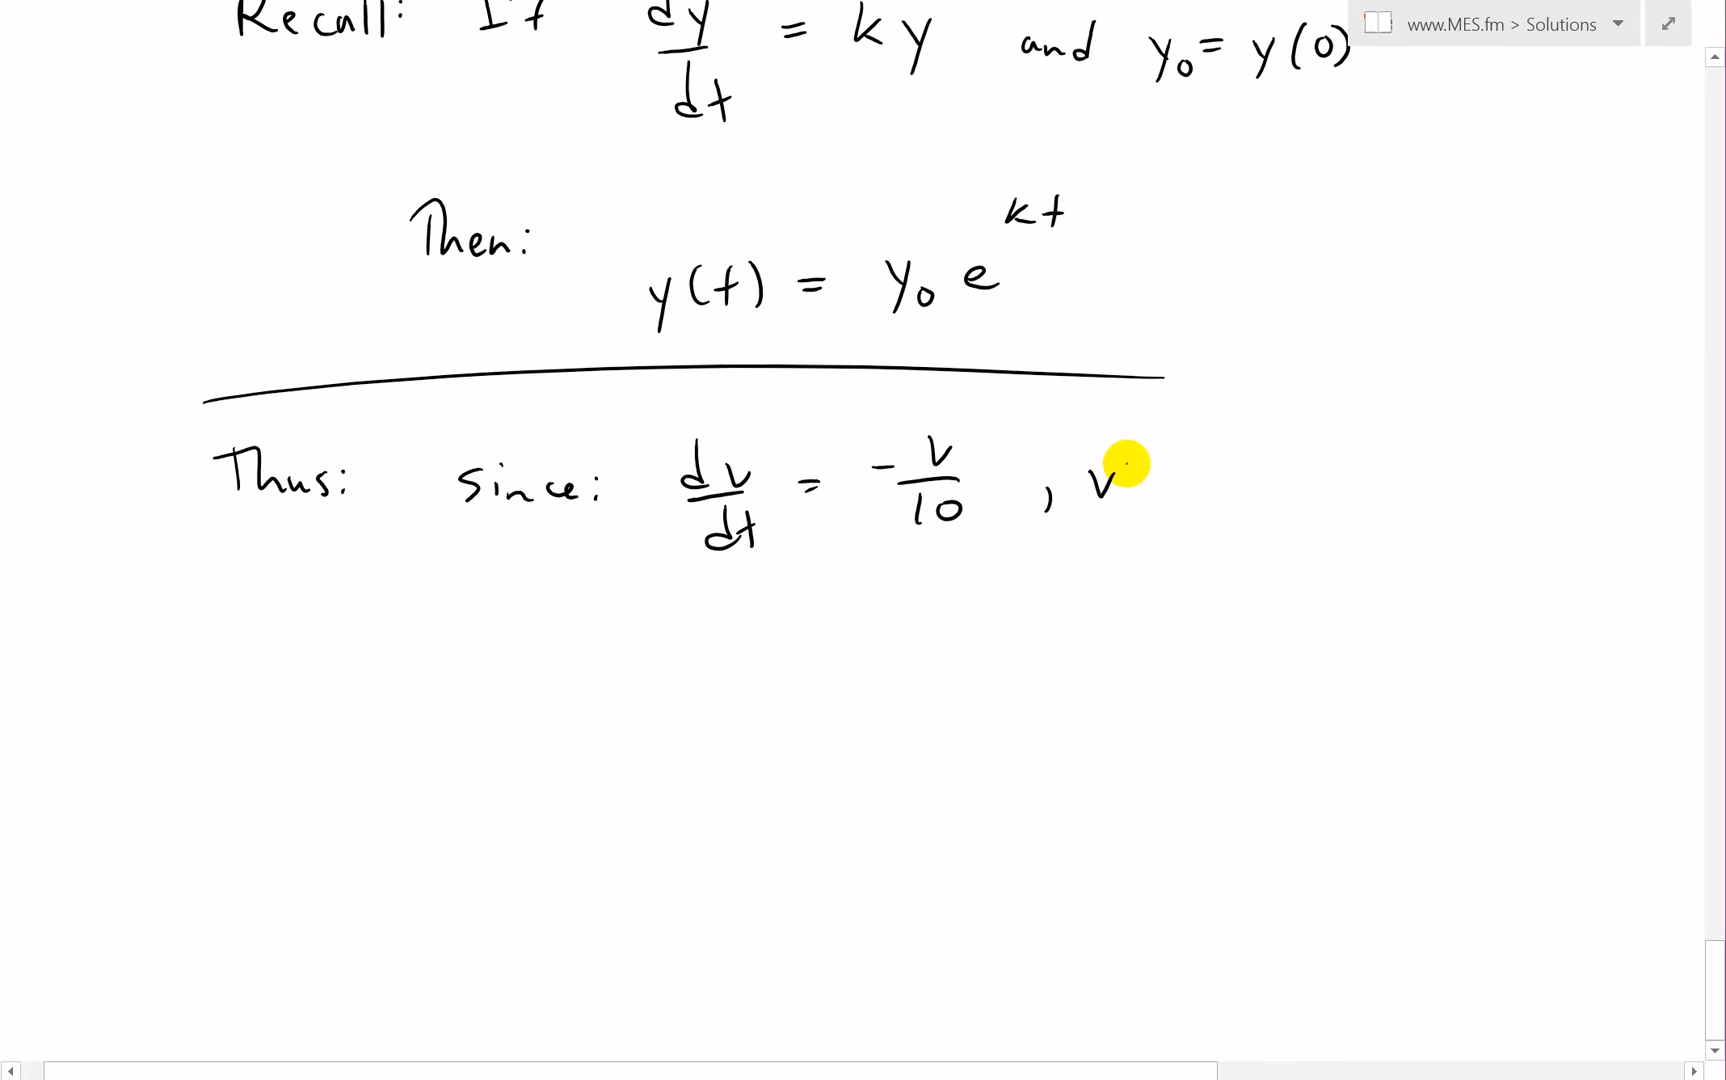 www.MES.fm > Solutions
Recall: If dy/dt = ky and y₀ = y(0)
Then:
y(t) = y₀ e^kt
Thus: since: dv/dt = -v/10 , v